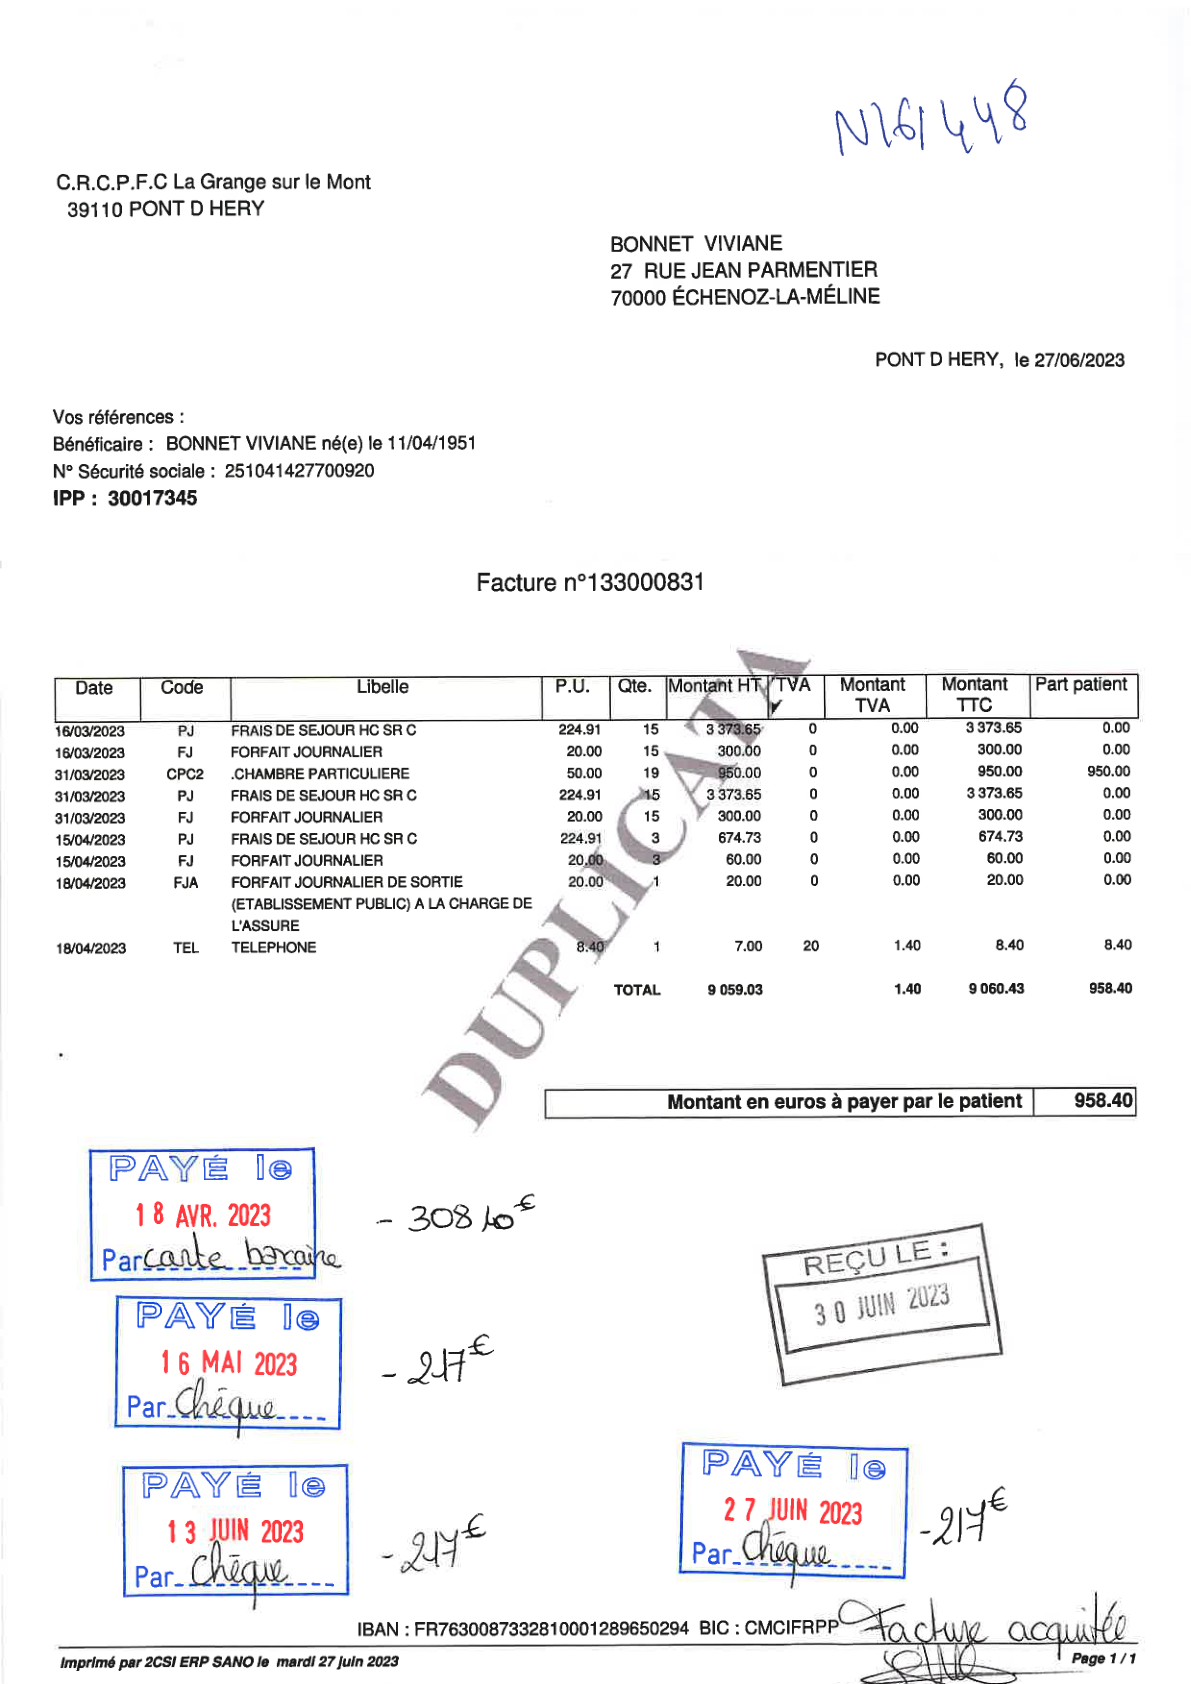 N261448
C.R.C.P.F.C La Grange sur le Mont
39110 PONT D HERY
BONNET VIVIANE
27 RUE JEAN PARMENTIER
70000 ÉCHENOZ-LA-MÉLINE
PONT D HERY, le 27/06/2023
Vos références :
Bénéficaire : BONNET VIVIANE né(e) le 11/04/1951
N° Sécurité sociale : 251041427700920
IPP : 30017345
Facture n°133000831
Date Code Libelle P.U. Qte. Montant HT TVA Montant TVA Montant TTC Part patient
16/03/2023 PJ FRAIS DE SEJOUR HC SR C 224.91 15 3 373.65 0 0.00 3 373.65 0.00
16/03/2023 FJ FORFAIT JOURNALIER 20.00 15 300.00 0 0.00 300.00 0.00
31/03/2023 CPC2 .CHAMBRE PARTICULIERE 50.00 19 950.00 0 0.00 950.00 950.00
31/03/2023 PJ FRAIS DE SEJOUR HC SR C 224.91 15 3 373.65 0 0.00 3 373.65 0.00
31/03/2023 FJ FORFAIT JOURNALIER 20.00 15 300.00 0 0.00 300.00 0.00
15/04/2023 PJ FRAIS DE SEJOUR HC SR C 224.91 3 674.73 0 0.00 674.73 0.00
15/04/2023 FJ FORFAIT JOURNALIER 20.00 3 60.00 0 0.00 60.00 0.00
18/04/2023 FJA FORFAIT JOURNALIER DE SORTIE 20.00 1 20.00 0 0.00 20.00 0.00
(ETABLISSEMENT PUBLIC) A LA CHARGE DE
L'ASSURE
18/04/2023 TEL TELEPHONE 8.40 1 7.00 20 1.40 8.40 8.40
TOTAL 9 059.03 1.40 9 060.43 958.40
DUPLICATA
Montant en euros à payer par le patient 958.40
PAYÉ le
18 AVR. 2023
Par carte bancaire
- 308,40€
PAYÉ le
16 MAI 2023
Par Chèque
- 217€
REÇU LE :
30 JUIN 2023
PAYÉ le
13 JUIN 2023
Par Chèque
- 217€
PAYÉ le
27 JUIN 2023
Par Chèque
- 217€
IBAN : FR7630087332810001289650294 BIC : CMCIFRPP
Facture acquittée
Imprimé par 2CSI ERP SANO le mardi 27 juin 2023
Page 1 / 1